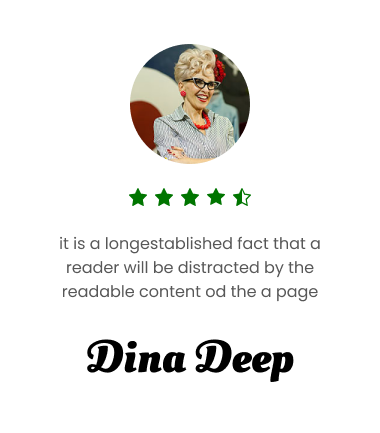 it is a longestablished fact that a
reader will be distracted by the
readable content od the a page
Dina Deep